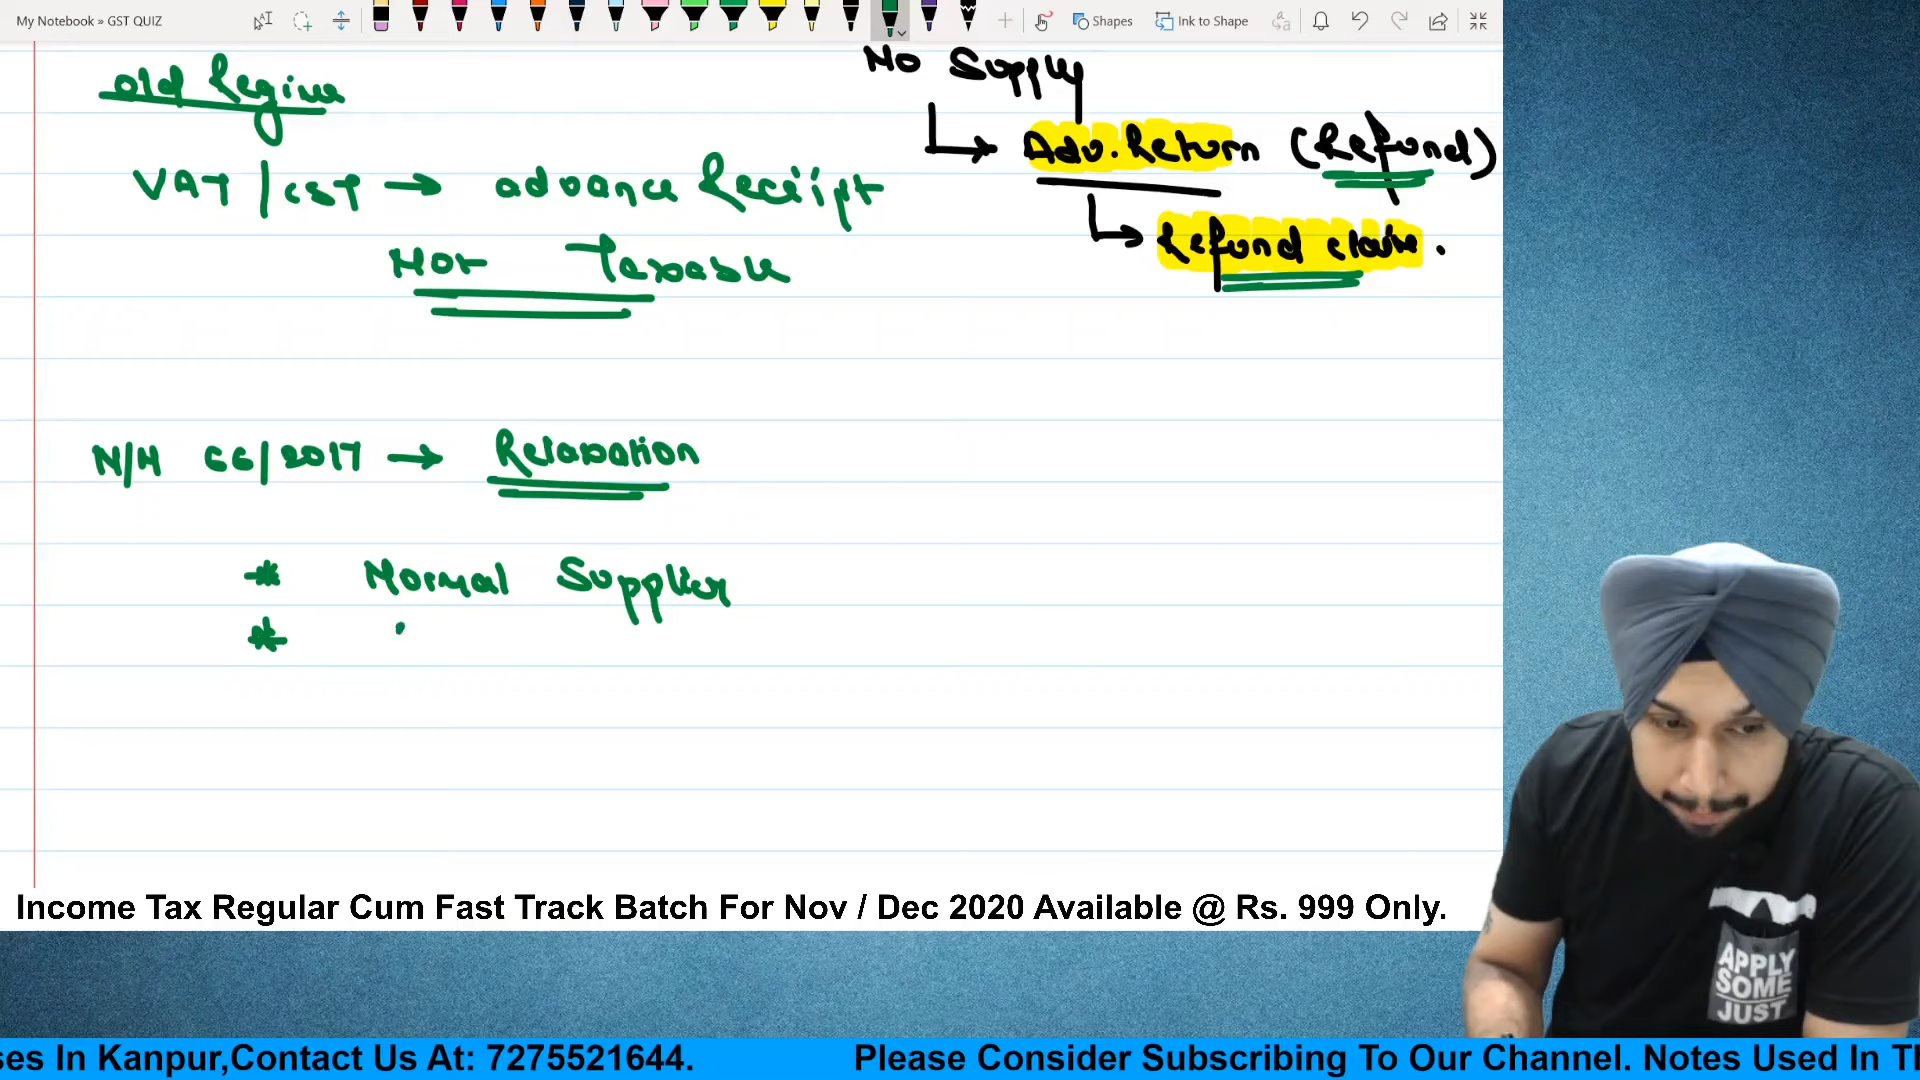 My Notebook » GST QUIZ
Shapes
Ink to Shape
Old Regime
VAT / CST → advance Receipt
Not Taxable
No Supply
Adv. Return (Refund)
Refund claim.
N/N 66/2017 → Relaxation
* Normal Supplier
*
Income Tax Regular Cum Fast Track Batch For Nov / Dec 2020 Available @ Rs. 999 Only.
APPLY
SOME
JUST
ses In Kanpur,Contact Us At: 7275521644. Please Consider Subscribing To Our Channel. Notes Used In Th